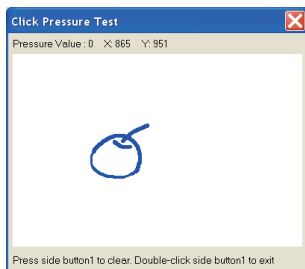 Click Pressure Test
Pressure Value : 0 X: 865 Y: 951
Press side button1 to clear. Double-click side button1 to exit